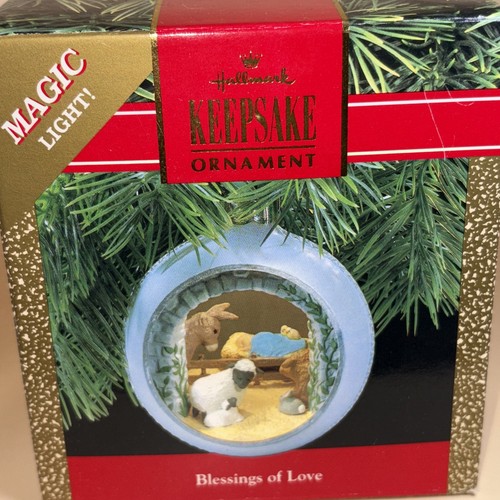 MAGIC
LIGHT!
Hallmark
KEEPSAKE
ORNAMENT
Blessings of Love